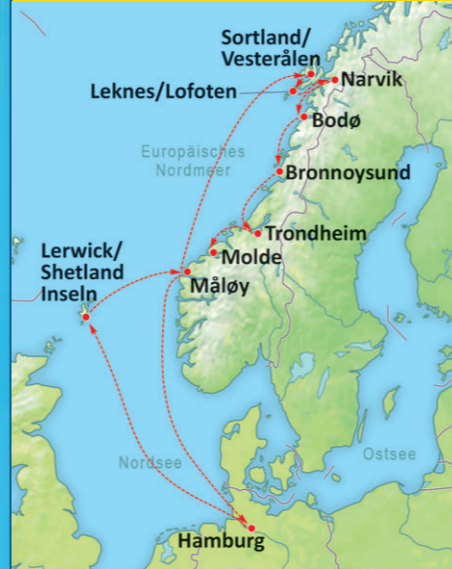 Sortland/
Vesterålen
Narvik
Leknes/Lofoten
Bodø
Europäisches
Nordmeer
Bronnoysund
Trondheim
Lerwick/
Shetland
Inseln
Molde
Måløy
Nordsee
Ostsee
Hamburg